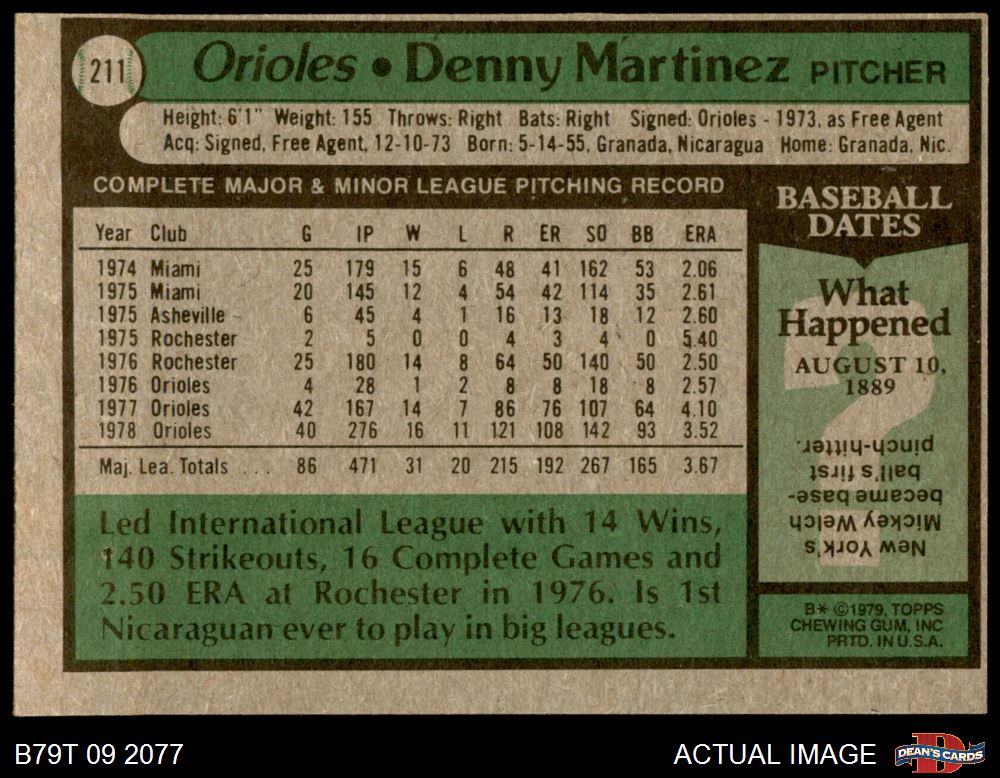 211 Orioles • Denny Martinez PITCHER
Height: 6'1" Weight: 155 Throws: Right Bats: Right Signed: Orioles - 1973, as Free Agent
Acq: Signed, Free Agent, 12-10-73 Born: 5-14-55, Granada, Nicaragua Home: Granada, Nic.
COMPLETE MAJOR & MINOR LEAGUE PITCHING RECORD
Year Club G IP W L R ER SO BB ERA
1974 Miami 25 179 15 6 48 41 162 53 2.06
1975 Miami 20 145 12 4 54 42 114 35 2.61
1975 Asheville 6 45 4 1 16 13 18 12 2.60
1975 Rochester 2 5 0 0 4 3 4 0 5.40
1976 Rochester 25 180 14 8 64 50 140 50 2.50
1976 Orioles 4 28 1 2 8 8 18 8 2.57
1977 Orioles 42 167 14 7 86 76 107 64 4.10
1978 Orioles 40 276 16 11 121 108 142 93 3.52
Maj. Lea. Totals ... 86 471 31 20 215 192 267 165 3.67
Led International League with 14 Wins,
140 Strikeouts, 16 Complete Games and
2.50 ERA at Rochester in 1976. Is 1st
Nicaraguan ever to play in big leagues.
BASEBALL
DATES
What
Happened
AUGUST 10,
1889
?
New York's
Mickey Welch
became base-
ball's first
pinch-hitter.
B* ©1979, TOPPS
CHEWING GUM, INC
PRTD. IN U.S.A.
B79T 09 2077
ACTUAL IMAGE
DEAN'S CARDS